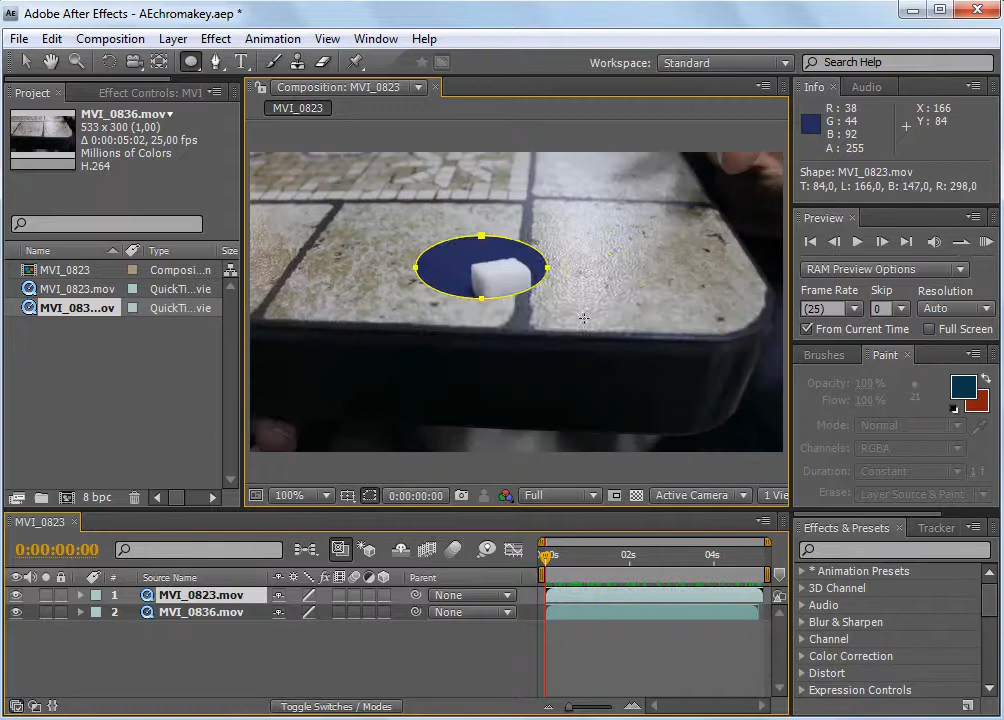 Adobe After Effects - AEchromakey.aep *
File Edit Composition Layer Effect Animation View Window Help
Workspace: Standard Search Help
Project Effect Controls: MVI
MVI_0836.mov
533 x 300 (1,00)
Δ 0:00:05:02, 25,00 fps
Millions of Colors
H.264
Name Type Size
MVI_0823 Composi...n
MVI_0823.mov QuickTi...vie
MVI_083...ov QuickTi...vie
8 bpc
Composition: MVI_0823
MVI_0823
100% 0:00:00:00 Full Active Camera 1 Vie
Info Audio
R: 38
G: 44
B: 92
A: 255
X: 166
Y: 84
Shape: MVI_0823.mov
T: 84,0, L: 166,0, B: 147,0, R: 298,0
Preview
RAM Preview Options
Frame Rate Skip Resolution
(25) 0 Auto
From Current Time Full Screen
Brushes Paint
Opacity: 100 %
Flow: 100 %
21
Mode: Normal
Channels: RGBA
Duration: Constant 1 f
Erase: Layer Source & Paint
MVI_0823
0:00:00:00
# Source Name Parent
1 MVI_0823.mov None
2 MVI_0836.mov None
00s 02s 04s
Toggle Switches / Modes
Effects & Presets Tracker
* Animation Presets
3D Channel
Audio
Blur & Sharpen
Channel
Color Correction
Distort
Expression Controls